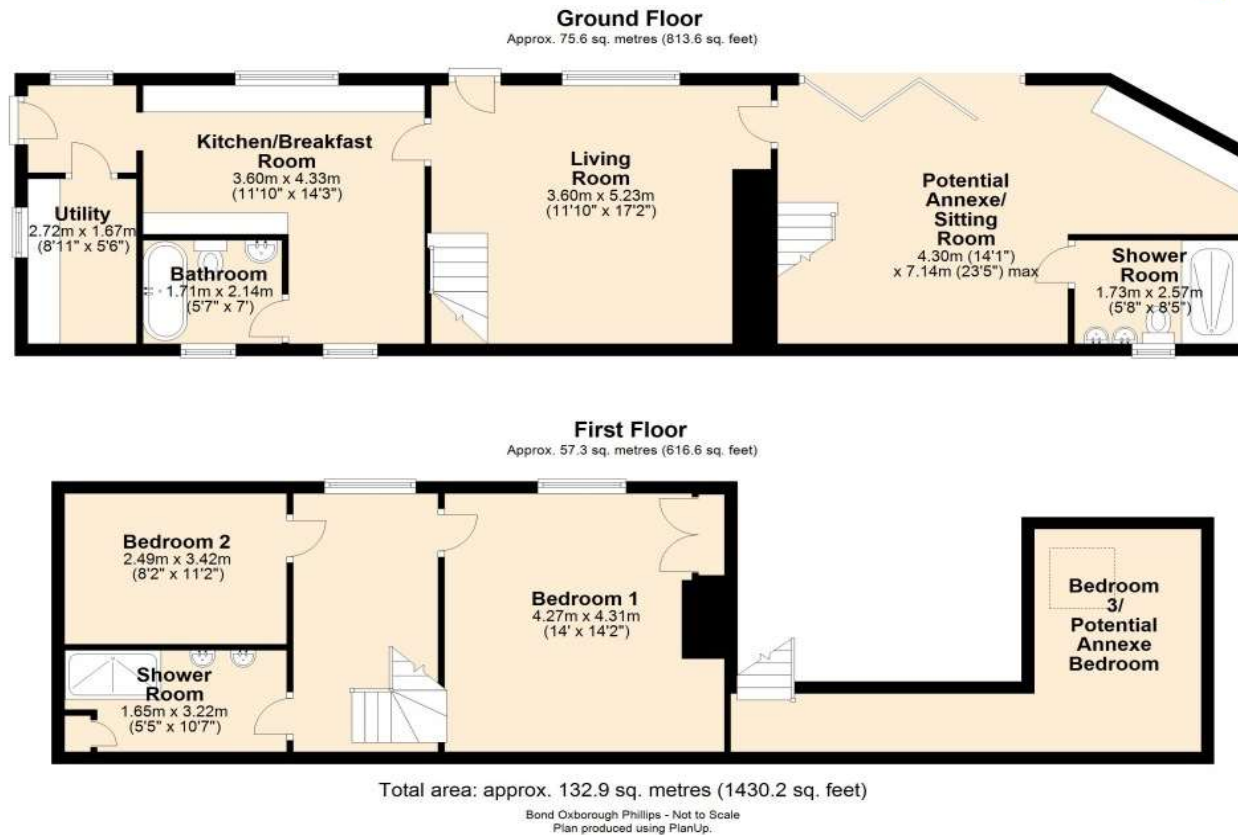 Ground Floor
Approx. 75.6 sq. metres (813.6 sq. feet)
Kitchen/Breakfast
Room
3.60m x 4.33m
(11'10" x 14'3")
Living
Room
3.60m x 5.23m
(11'10" x 17'2")
Potential
Annexe/
Sitting
Room
4.30m (14'1")
x 7.14m (23'5") max
Utility
2.72m x 1.67m
(8'11" x 5'6")
Bathroom
1.71m x 2.14m
(5'7" x 7')
Shower
Room
1.73m x 2.57m
(5'8" x 8'5")
First Floor
Approx. 57.3 sq. metres (616.6 sq. feet)
Bedroom 2
2.49m x 3.42m
(8'2" x 11'2")
Bedroom 1
4.27m x 4.31m
(14' x 14'2")
Bedroom
3/
Potential
Annexe
Bedroom
Shower
Room
1.65m x 3.22m
(5'5" x 10'7")
Total area: approx. 132.9 sq. metres (1430.2 sq. feet)
Bond Oxborough Phillips - Not to Scale
Plan produced using PlanUp.